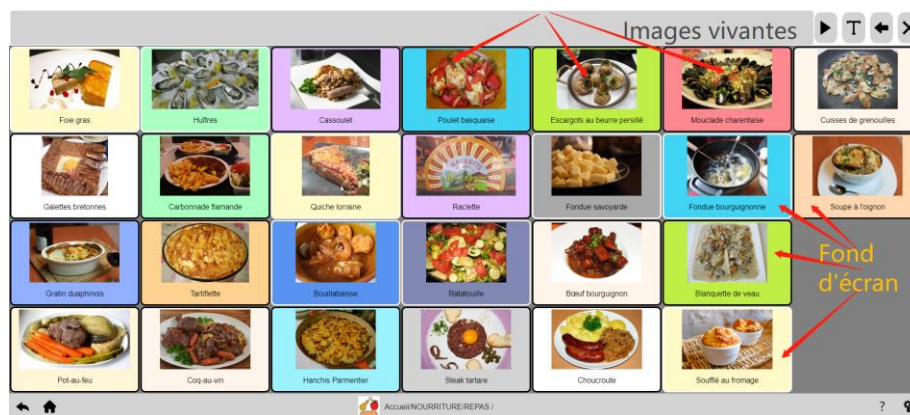 Images vivantes T
Foie gras
Huîtres
Cassoulet
Poulet basquaise
Escargots au beurre persillé
Mouclade charentaise
Cuisses de grenouilles
Galettes bretonnes
Carbonnade flamande
Quiche lorraine
Raclette
Fondue savoyarde
Fondue bourguignonne
Soupe à l'oignon
Gratin duaphinois
Tartiflette
Bouillabaisse
Ratatouille
Bœuf bourguignon
Blanquette de veau
Fond
d'écran
Pot-au-feu
Coq-au-vin
Hanchis Parmentier
Steak tartare
Choucroute
Soufflé au fromage
Accueil/NOURRITURE/REPAS /
?